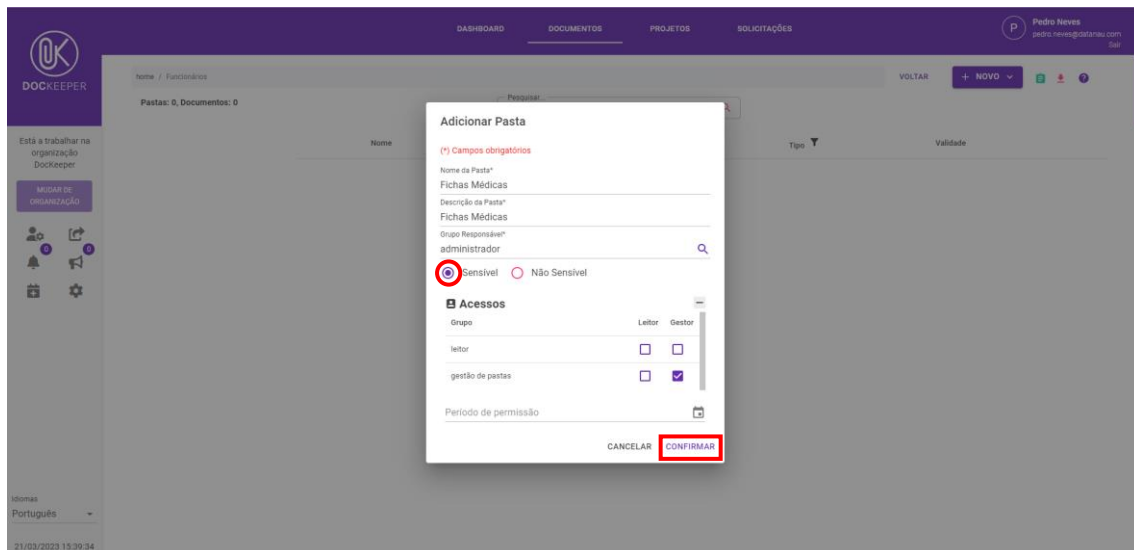 DASHBOARD DOCUMENTOS PROJETOS SOLICITAÇÕES
P Pedro Neves
pedro.neves@datanau.com
Sair
OK
DOCKEEPER
home / Funcionários
VOLTAR + NOVO
Pastas: 0, Documentos: 0
Pesquisar...
Nome Tipo Validade
Está a trabalhar na
organização
DocKeeper
MUDAR DE
ORGANIZAÇÃO
0 0
Idiomas
Português
21/03/2023 15:39:34
Adicionar Pasta
(*) Campos obrigatórios
Nome da Pasta*
Fichas Médicas
Descrição da Pasta*
Fichas Médicas
Grupo Responsável*
administrador
Sensível Não Sensível
Acessos
Grupo Leitor Gestor
leitor
gestão de pastas
Período de permissão
CANCELAR CONFIRMAR